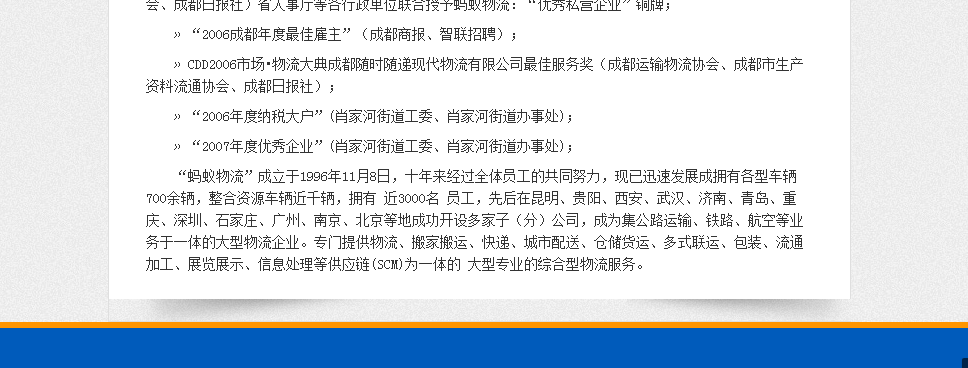 会、成都日报社）省人事厅等各行政单位联合授予蚂蚁物流：“优秀私营企业”铜牌；
» “2006成都年度最佳雇主”（成都商报、智联招聘）；
» CDD2006市场·物流大典成都随时随递现代物流有限公司最佳服务奖（成都运输物流协会、成都市生产
资料流通协会、成都日报社）；
» “2006年度纳税大户”(肖家河街道工委、肖家河街道办事处)；
» “2007年度优秀企业”(肖家河街道工委、肖家河街道办事处)；
“蚂蚁物流”成立于1996年11月8日，十年来经过全体员工的共同努力，现已迅速发展成拥有各型车辆
700余辆，整合资源车辆近千辆，拥有 近3000名 员工，先后在昆明、贵阳、西安、武汉、济南、青岛、重
庆、深圳、石家庄、广州、南京、北京等地成功开设多家子（分）公司，成为集公路运输、铁路、航空等业
务于一体的大型物流企业。专门提供物流、搬家搬运、快递、城市配送、仓储货运、多式联运、包装、流通
加工、展览展示、信息处理等供应链(SCM)为一体的 大型专业的综合型物流服务。